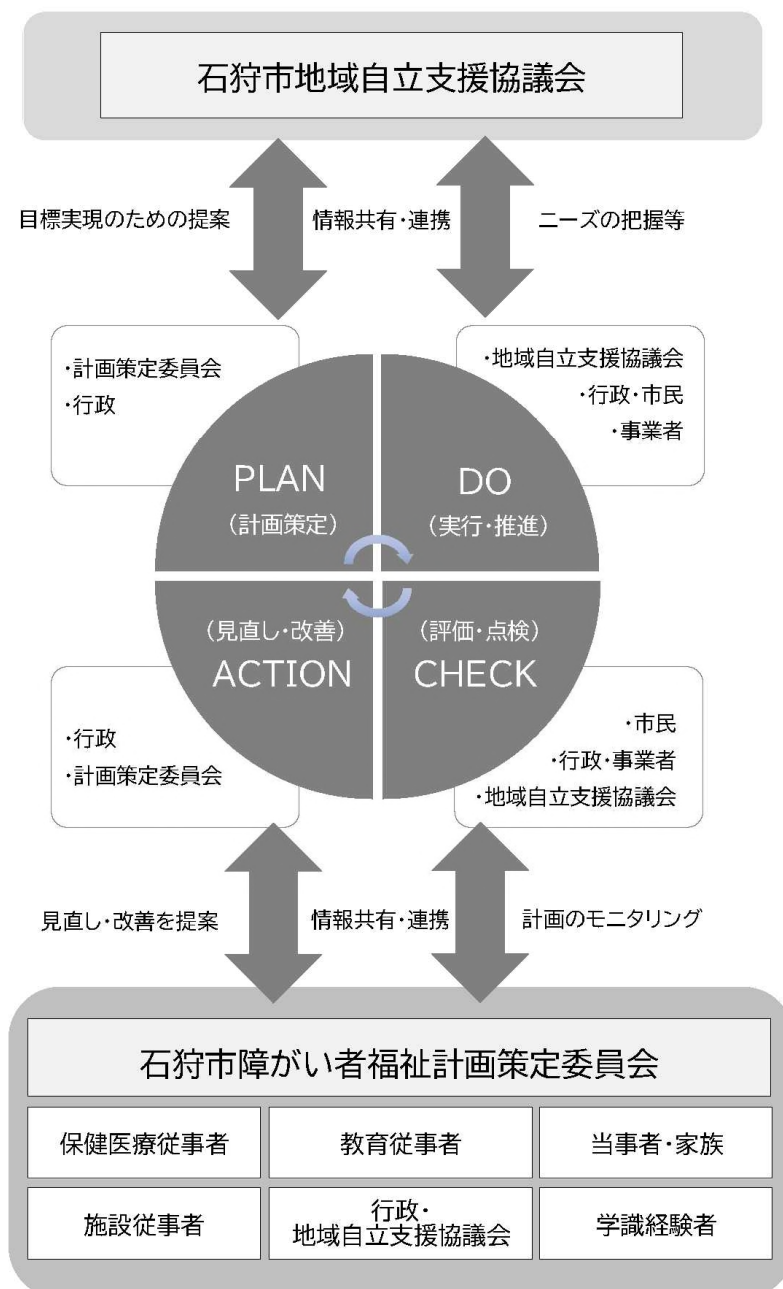 石狩市地域自立支援協議会
目標実現のための提案
情報共有・連携
ニーズの把握等
・計画策定委員会
・行政
・地域自立支援協議会
・行政・市民
・事業者
PLAN
（計画策定）
DO
（実行・推進）
（見直し・改善）
ACTION
（評価・点検）
CHECK
・行政
・計画策定委員会
・市民
・行政・事業者
・地域自立支援協議会
見直し・改善を提案
情報共有・連携
計画のモニタリング
石狩市障がい者福祉計画策定委員会
保健医療従事者
教育従事者
当事者・家族
施設従事者
行政・
地域自立支援協議会
学識経験者